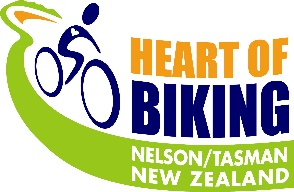 HEART OF
BIKING
NELSON/TASMAN
NEW ZEALAND